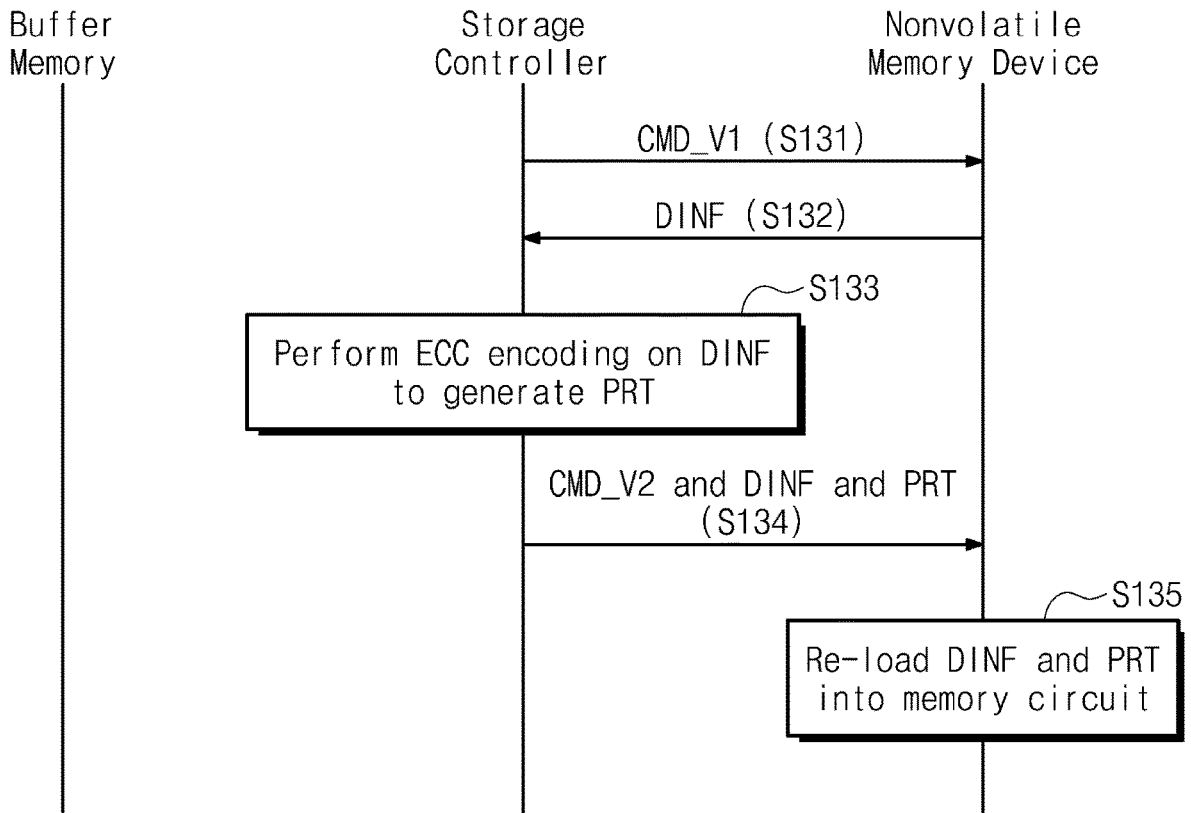 Buffer
Memory
Storage
Controller
Nonvolatile
Memory Device
CMD_V1 (S131)
DINF (S132)
S133
Perform ECC encoding on DINF
to generate PRT
CMD_V2 and DINF and PRT
(S134)
S135
Re-load DINF and PRT
into memory circuit